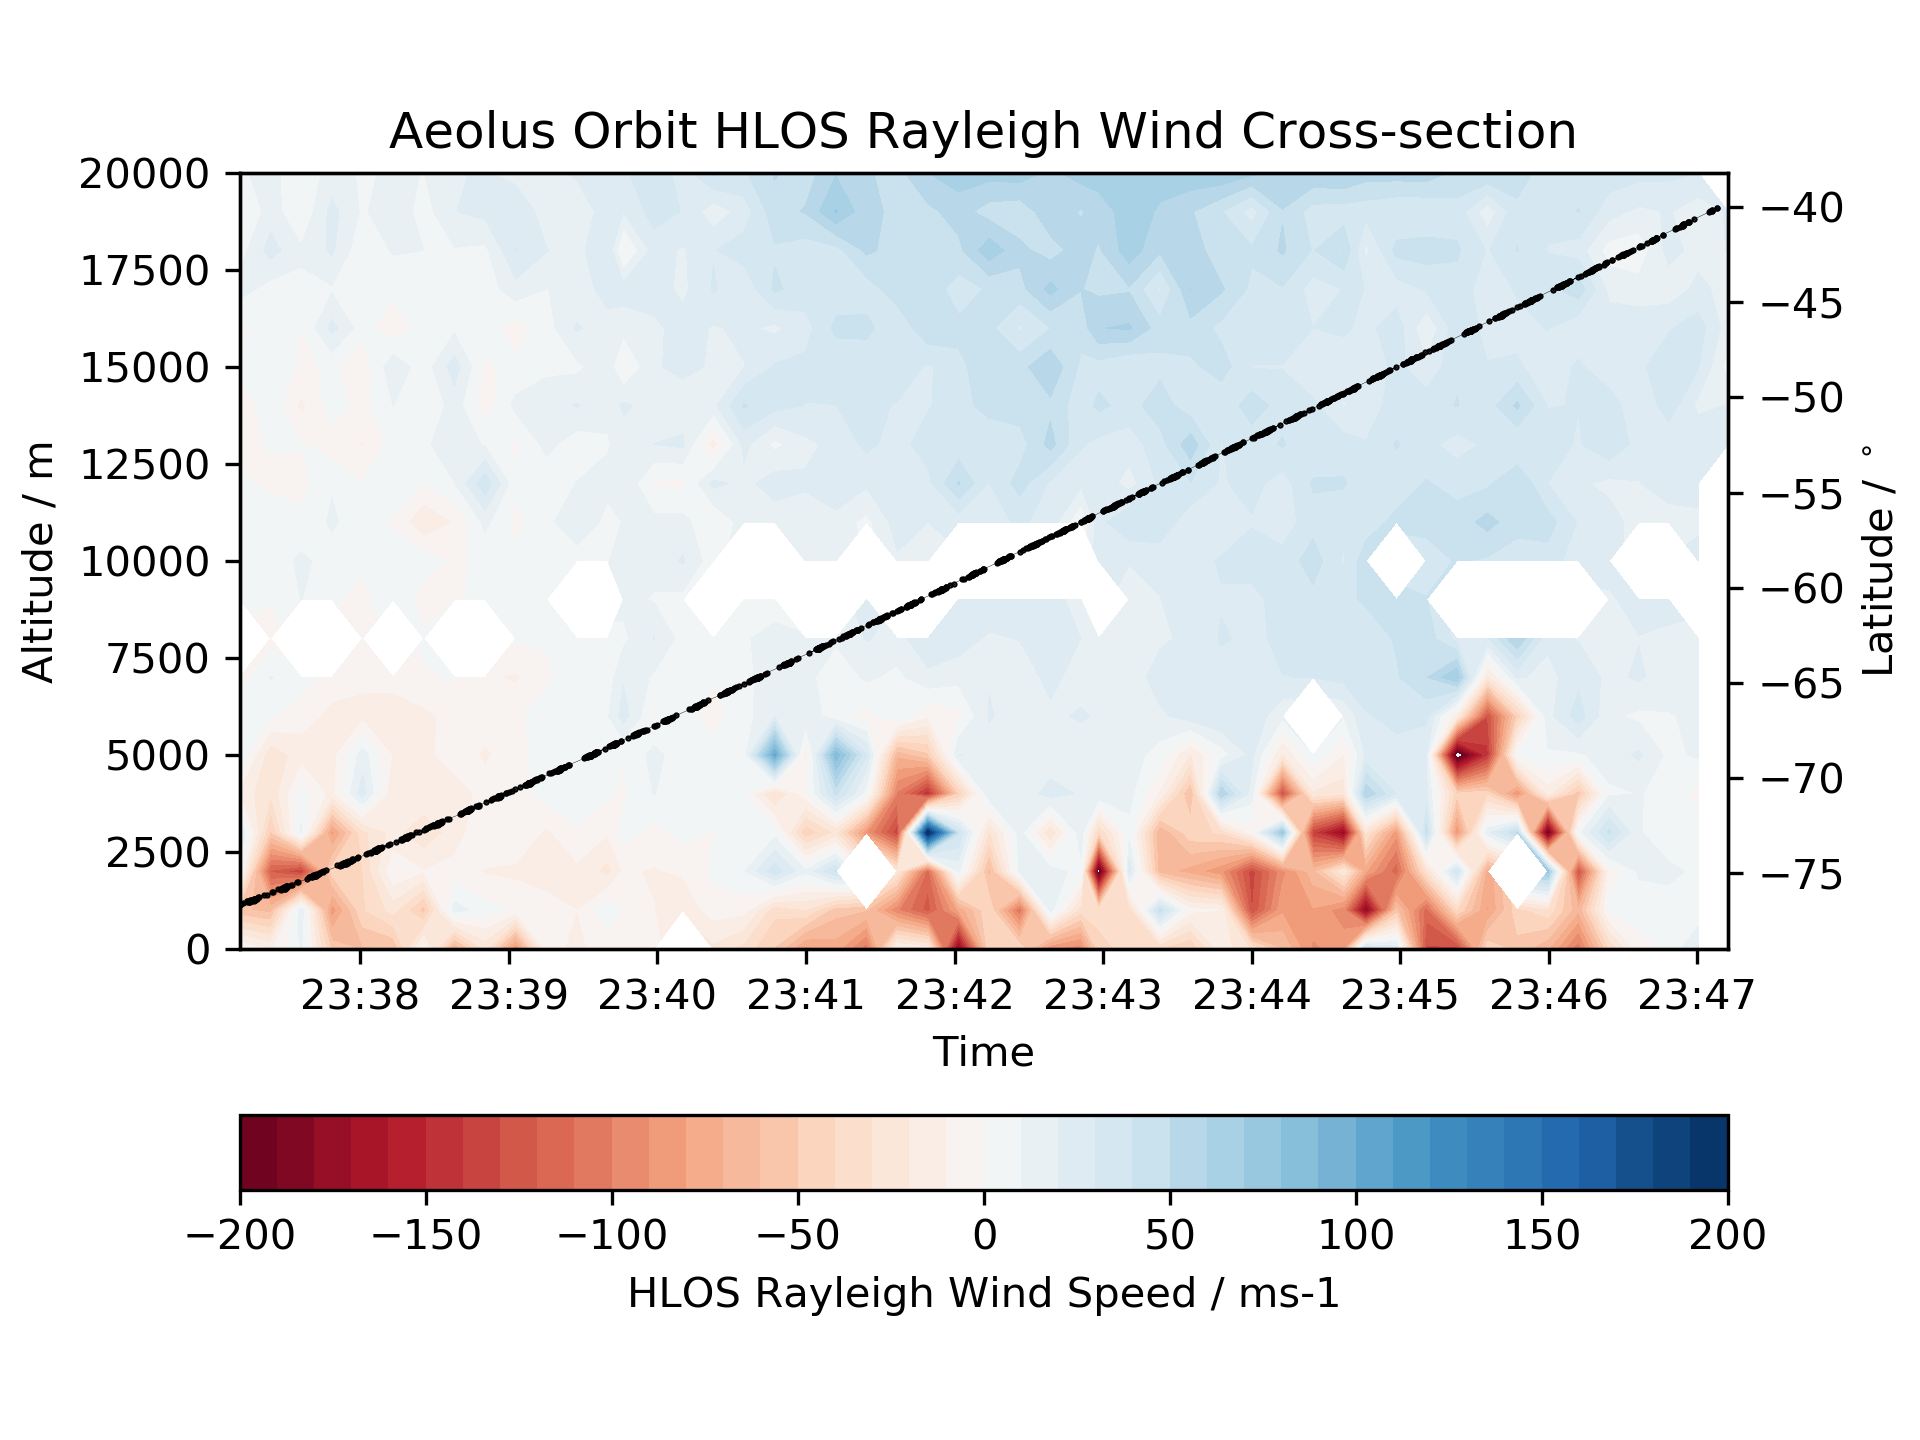 Aeolus Orbit HLOS Rayleigh Wind Cross-section
20000
17500
15000
12500
10000
7500
5000
2500
0
Altitude / m
−40
−45
−50
−55
−60
−65
−70
−75
Latitude / °
23:38 23:39 23:40 23:41 23:42 23:43 23:44 23:45 23:46 23:47
Time
−200 −150 −100 −50 0 50 100 150 200
HLOS Rayleigh Wind Speed / ms-1